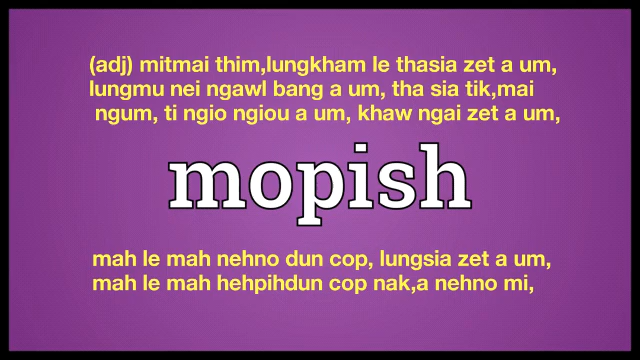 (adj) mitmai thim,lungkham le thasia zet a um,
lungmu nei ngawl bang a um, tha sia tik,mai
ngum, ti ngio ngiou a um, khaw ngai zet a um,
mopish
mah le mah nehno dun cop, lungsia zet a um,
mah le mah hehpihdun cop nak,a nehno mi,